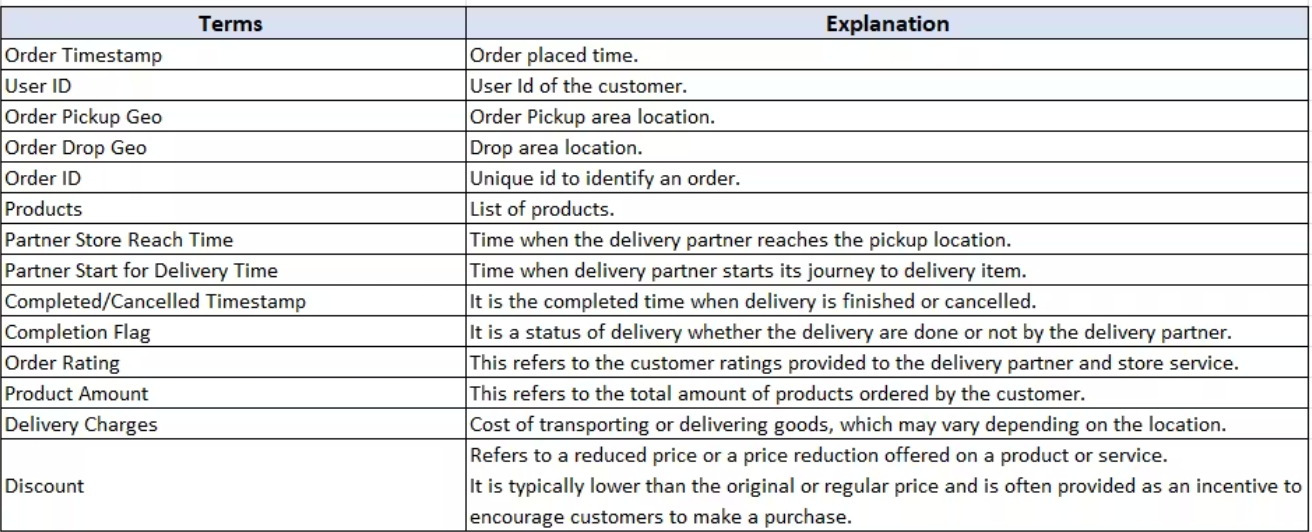 Terms Explanation
Order Timestamp Order placed time.
User ID User Id of the customer.
Order Pickup Geo Order Pickup area location.
Order Drop Geo Drop area location.
Order ID Unique id to identify an order.
Products List of products.
Partner Store Reach Time Time when the delivery partner reaches the pickup location.
Partner Start for Delivery Time Time when delivery partner starts its journey to delivery item.
Completed/Cancelled Timestamp It is the completed time when delivery is finished or cancelled.
Completion Flag It is a status of delivery whether the delivery are done or not by the delivery partner.
Order Rating This refers to the customer ratings provided to the delivery partner and store service.
Product Amount This refers to the total amount of products ordered by the customer.
Delivery Charges Cost of transporting or delivering goods, which may vary depending on the location.
Refers to a reduced price or a price reduction offered on a product or service.
Discount It is typically lower than the original or regular price and is often provided as an incentive to
encourage customers to make a purchase.